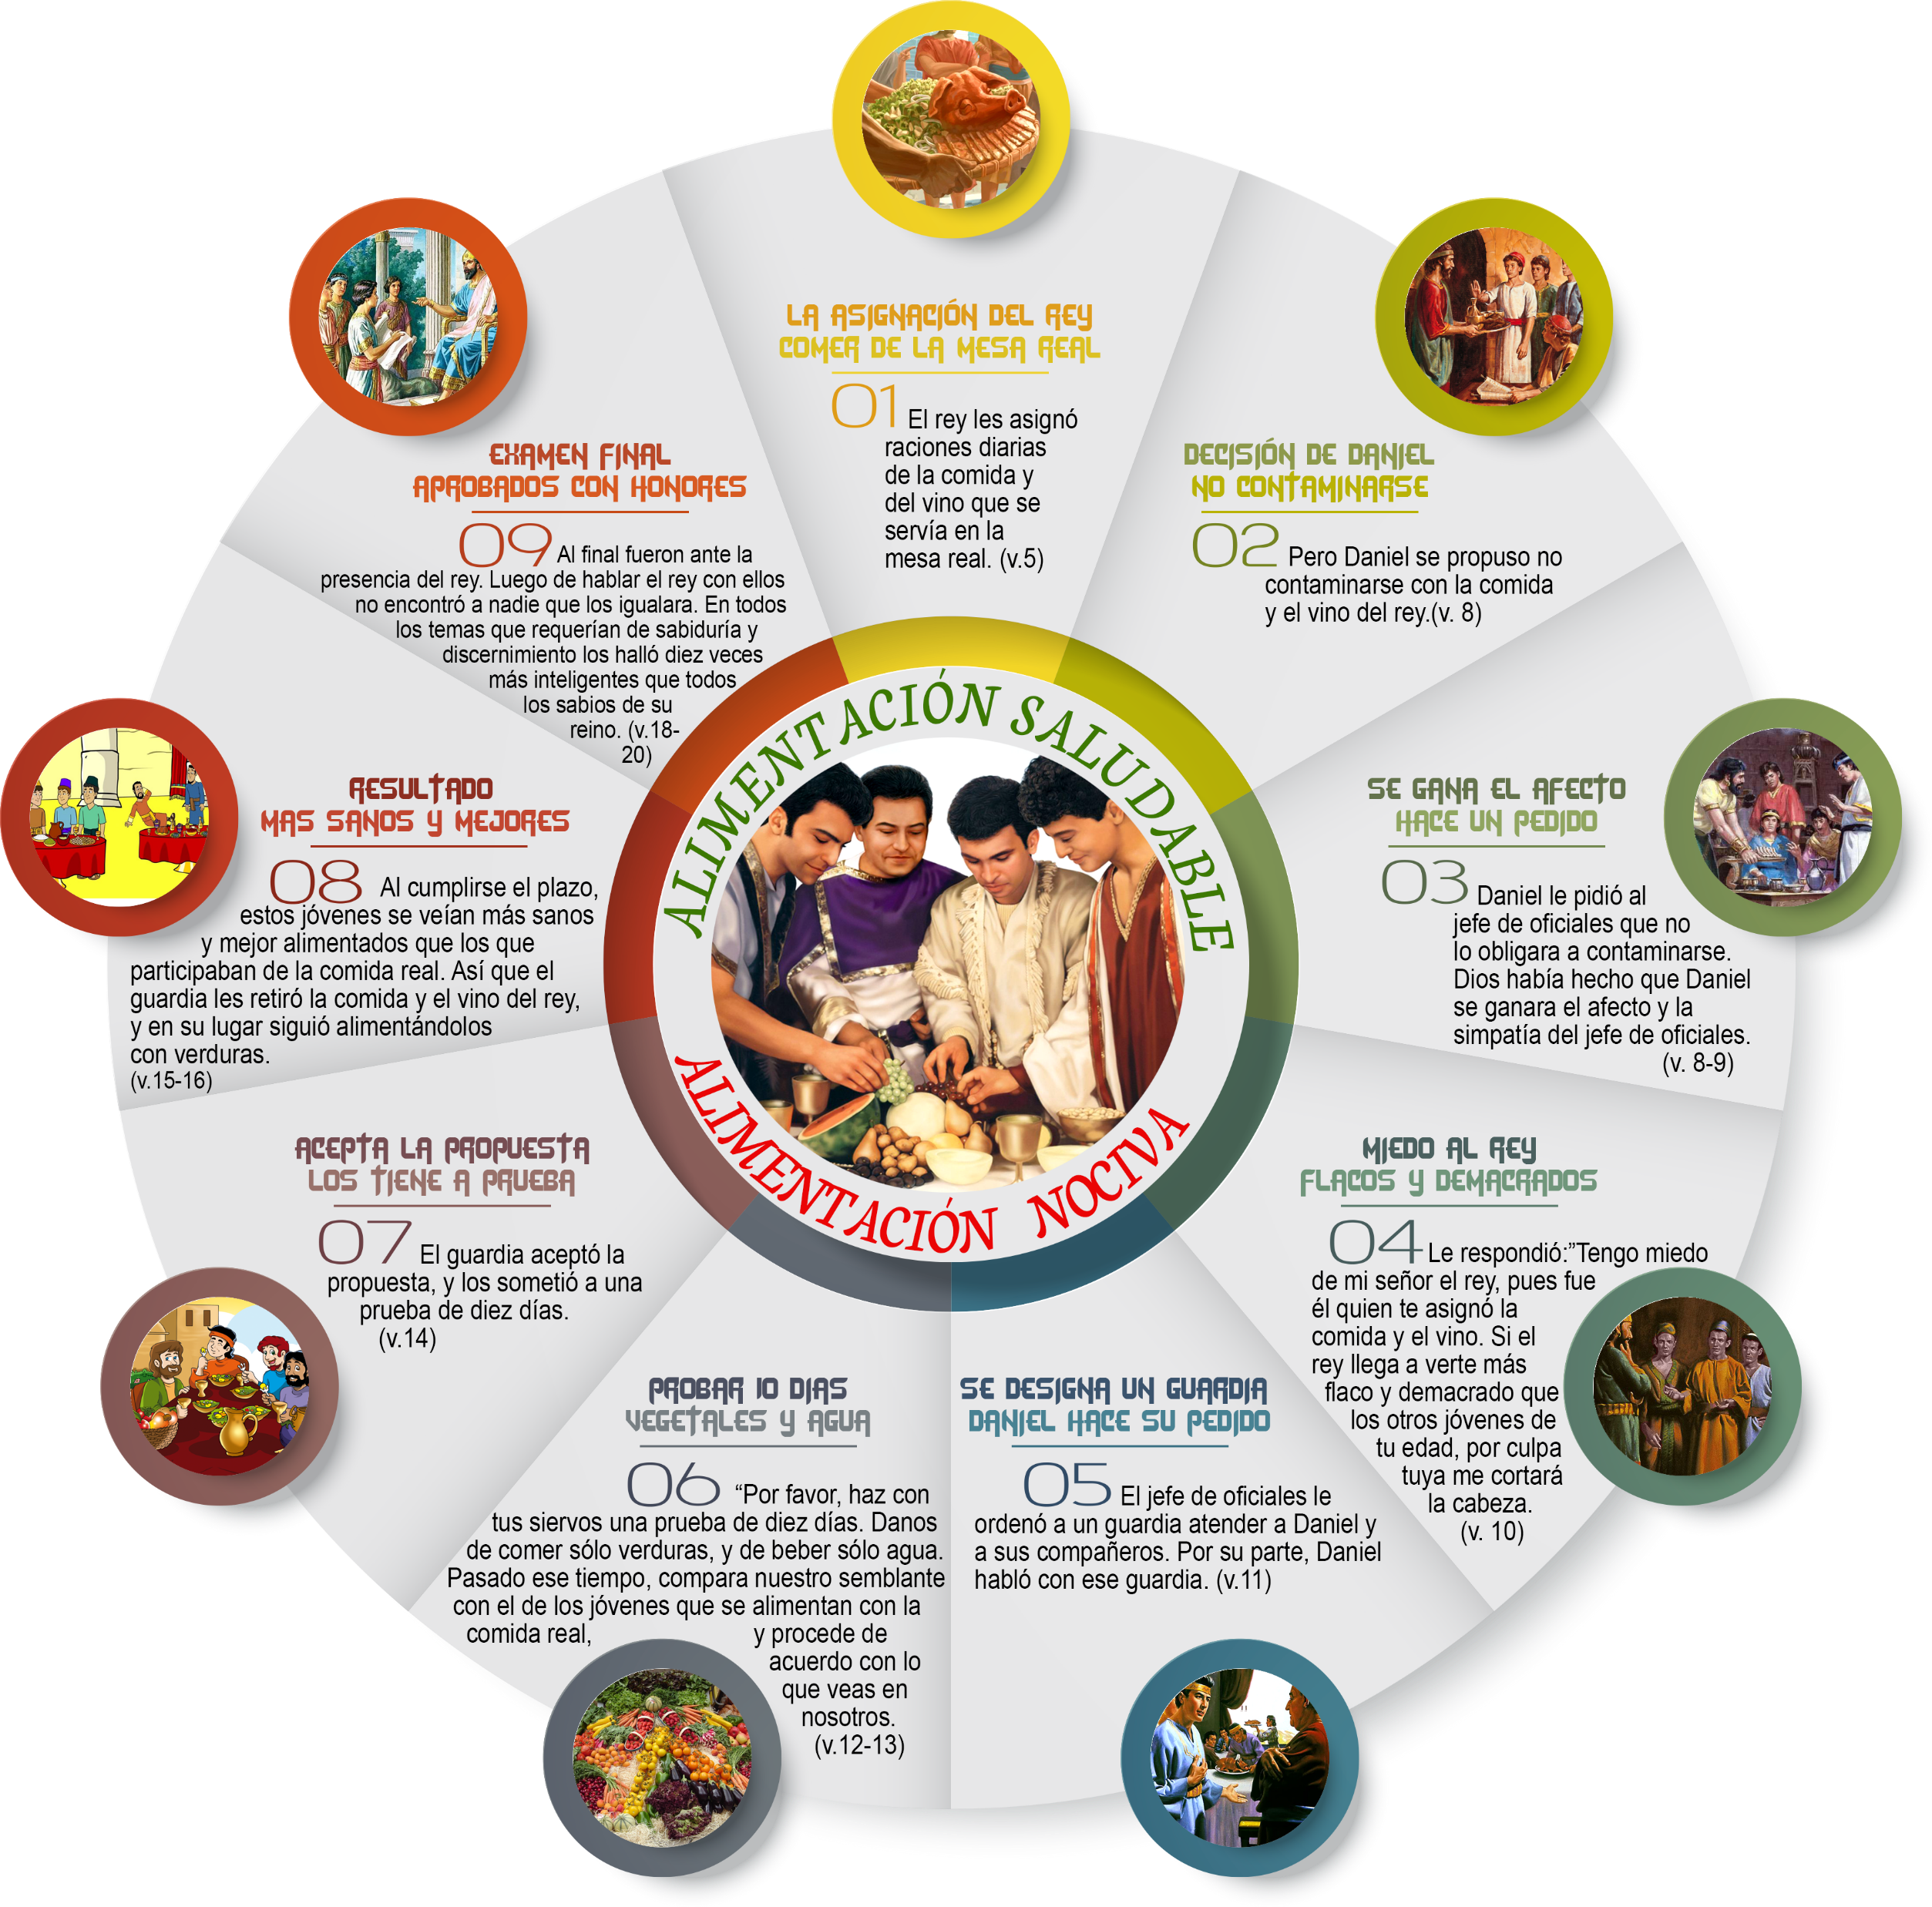 LA ASIGNACIÓN DEL REY
COMER DE LA MESA REAL
01 El rey les asignó
raciones diarias
de la comida y
del vino que se
servía en la
mesa real. (v.5)
DECISIÓN DE DANIEL
NO CONTAMINARSE
02 Pero Daniel se propuso no
contaminarse con la comida
y el vino del rey.(v. 8)
SE GANA EL AFECTO
HACE UN PEDIDO
03 Daniel le pidió al
jefe de oficiales que no
lo obligara a contaminarse.
Dios había hecho que Daniel
se ganara el afecto y la
simpatía del jefe de oficiales.
(v. 8-9)
MIEDO AL REY
FLACOS Y DEMACRADOS
04 Le respondió:”Tengo miedo
de mi señor el rey, pues fue
él quien te asignó la
comida y el vino. Si el
rey llega a verte más
flaco y demacrado que
los otros jóvenes de
tu edad, por culpa
tuya me cortará
la cabeza.
(v. 10)
SE DESIGNA UN GUARDIA
DANIEL HACE SU PEDIDO
05 El jefe de oficiales le
ordenó a un guardia atender a Daniel y
a sus compañeros. Por su parte, Daniel
habló con ese guardia. (v.11)
PROBAR 10 DIAS
VEGETALES Y AGUA
06 “Por favor, haz con
tus siervos una prueba de diez días. Danos
de comer sólo verduras, y de beber sólo agua.
Pasado ese tiempo, compara nuestro semblante
con el de los jóvenes que se alimentan con la
comida real, y procede de
acuerdo con lo
que veas en
nosotros.
(v.12-13)
ACEPTA LA PROPUESTA
LOS TIENE A PRUEBA
07 El guardia aceptó la
propuesta, y los sometió a una
prueba de diez días.
(v.14)
RESULTADO
MAS SANOS Y MEJORES
08 Al cumplirse el plazo,
estos jóvenes se veían más sanos
y mejor alimentados que los que
participaban de la comida real. Así que el
guardia les retiró la comida y el vino del rey,
y en su lugar siguió alimentándolos
con verduras.
(v.15-16)
EXAMEN FINAL
APROBADOS CON HONORES
09 Al final fueron ante la
presencia del rey. Luego de hablar el rey con ellos
no encontró a nadie que los igualara. En todos
los temas que requerían de sabiduría y
discernimiento los halló diez veces
más inteligentes que todos
los sabios de su
reino. (v.18-
20)
ALIMENTACIÓN SALUDABLE
ALIMENTACIÓN NOCIVA